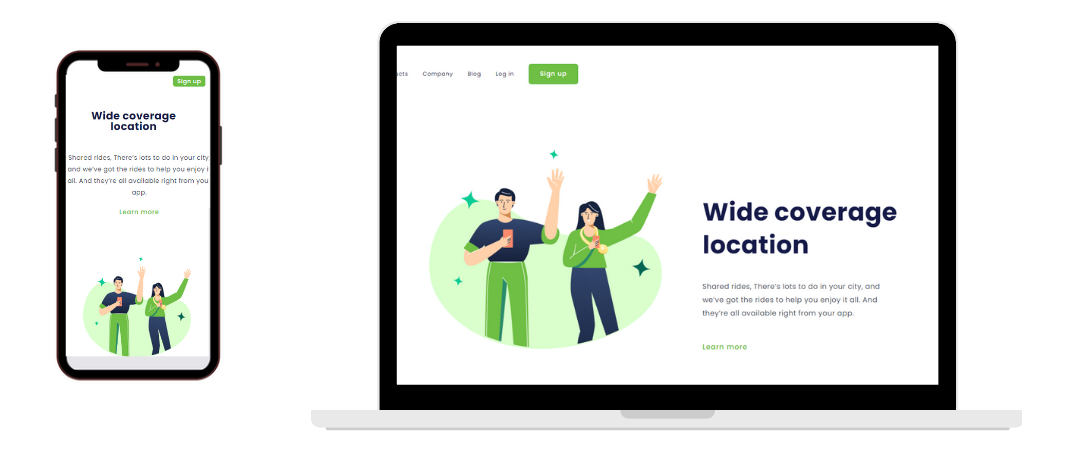 Sign up
Wide coverage
location
Shared rides, There's lots to do in your city
and we've got the rides to help you enjoy i
all. And they're all available right from you
app.
Learn more
Company Blog Log in Sign up
Wide coverage
location
Shared rides, There's lots to do in your city, and
we've got the rides to help you enjoy it all. And
they're all available right from your app.
Learn more